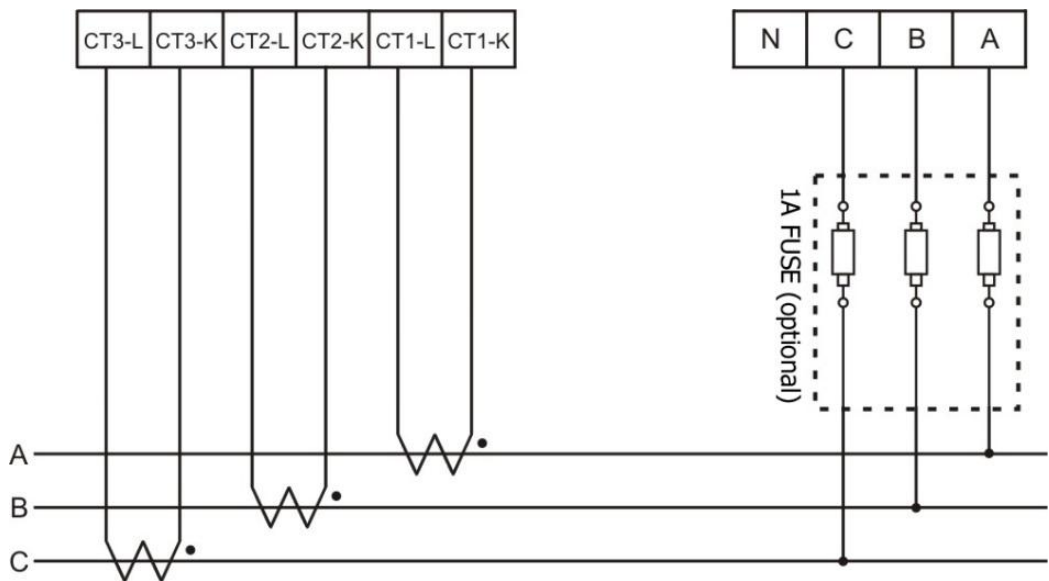 CT3-L CT3-K CT2-L CT2-K CT1-L CT1-K
N C B A
1A FUSE (optional)
A
B
C